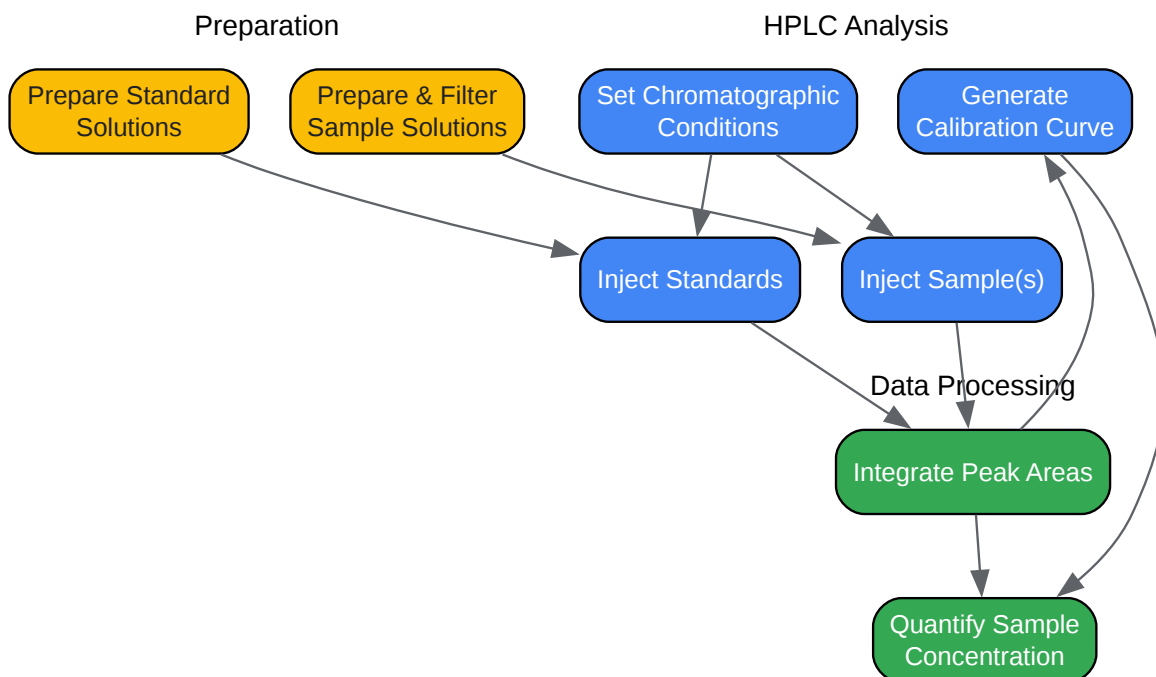 Preparation
HPLC Analysis
Prepare Standard
Solutions
Prepare & Filter
Sample Solutions
Set Chromatographic
Conditions
Generate
Calibration Curve
Inject Standards
Inject Sample(s)
Data Processing
Integrate Peak Areas
Quantify Sample
Concentration